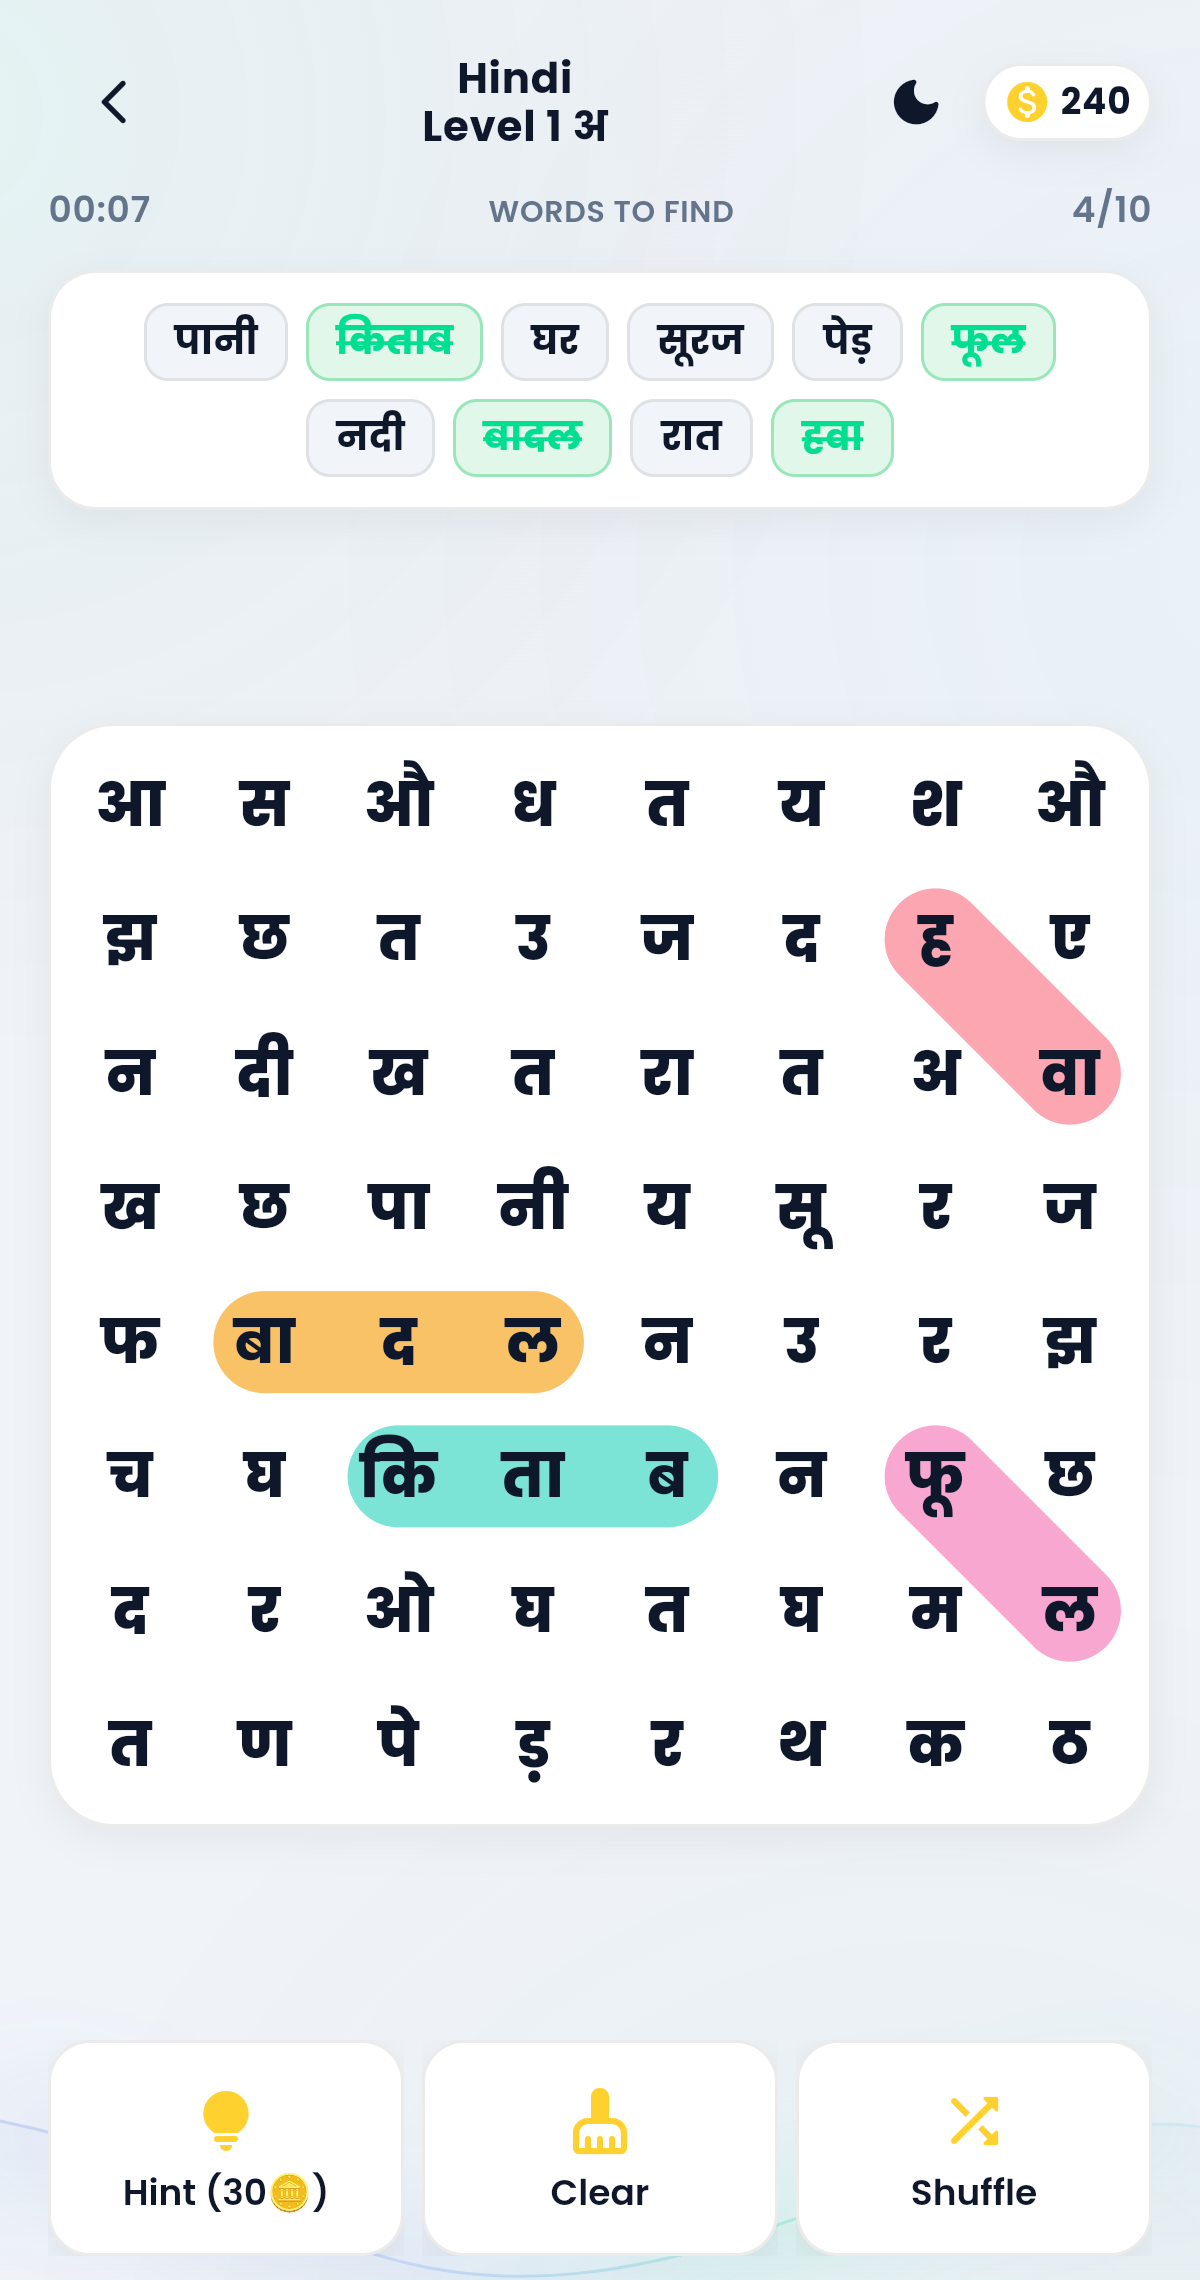 Hindi
Level 1 अ
240
00:07 WORDS TO FIND 4/10
पानी किताब घर सूरज पेड़ फूल
नदी बादल रात हवा
आ स औ ध त य श औ
झ छ त उ ज द ह ए
न दी ख त रा त अ वा
ख छ पा नी य सू र ज
फ बा द ल न उ र झ
च घ कि ता ब न फू छ
द र ओ घ त घ म ल
त ण पे ड़ र थ क ठ
Hint (30🪙) Clear Shuffle